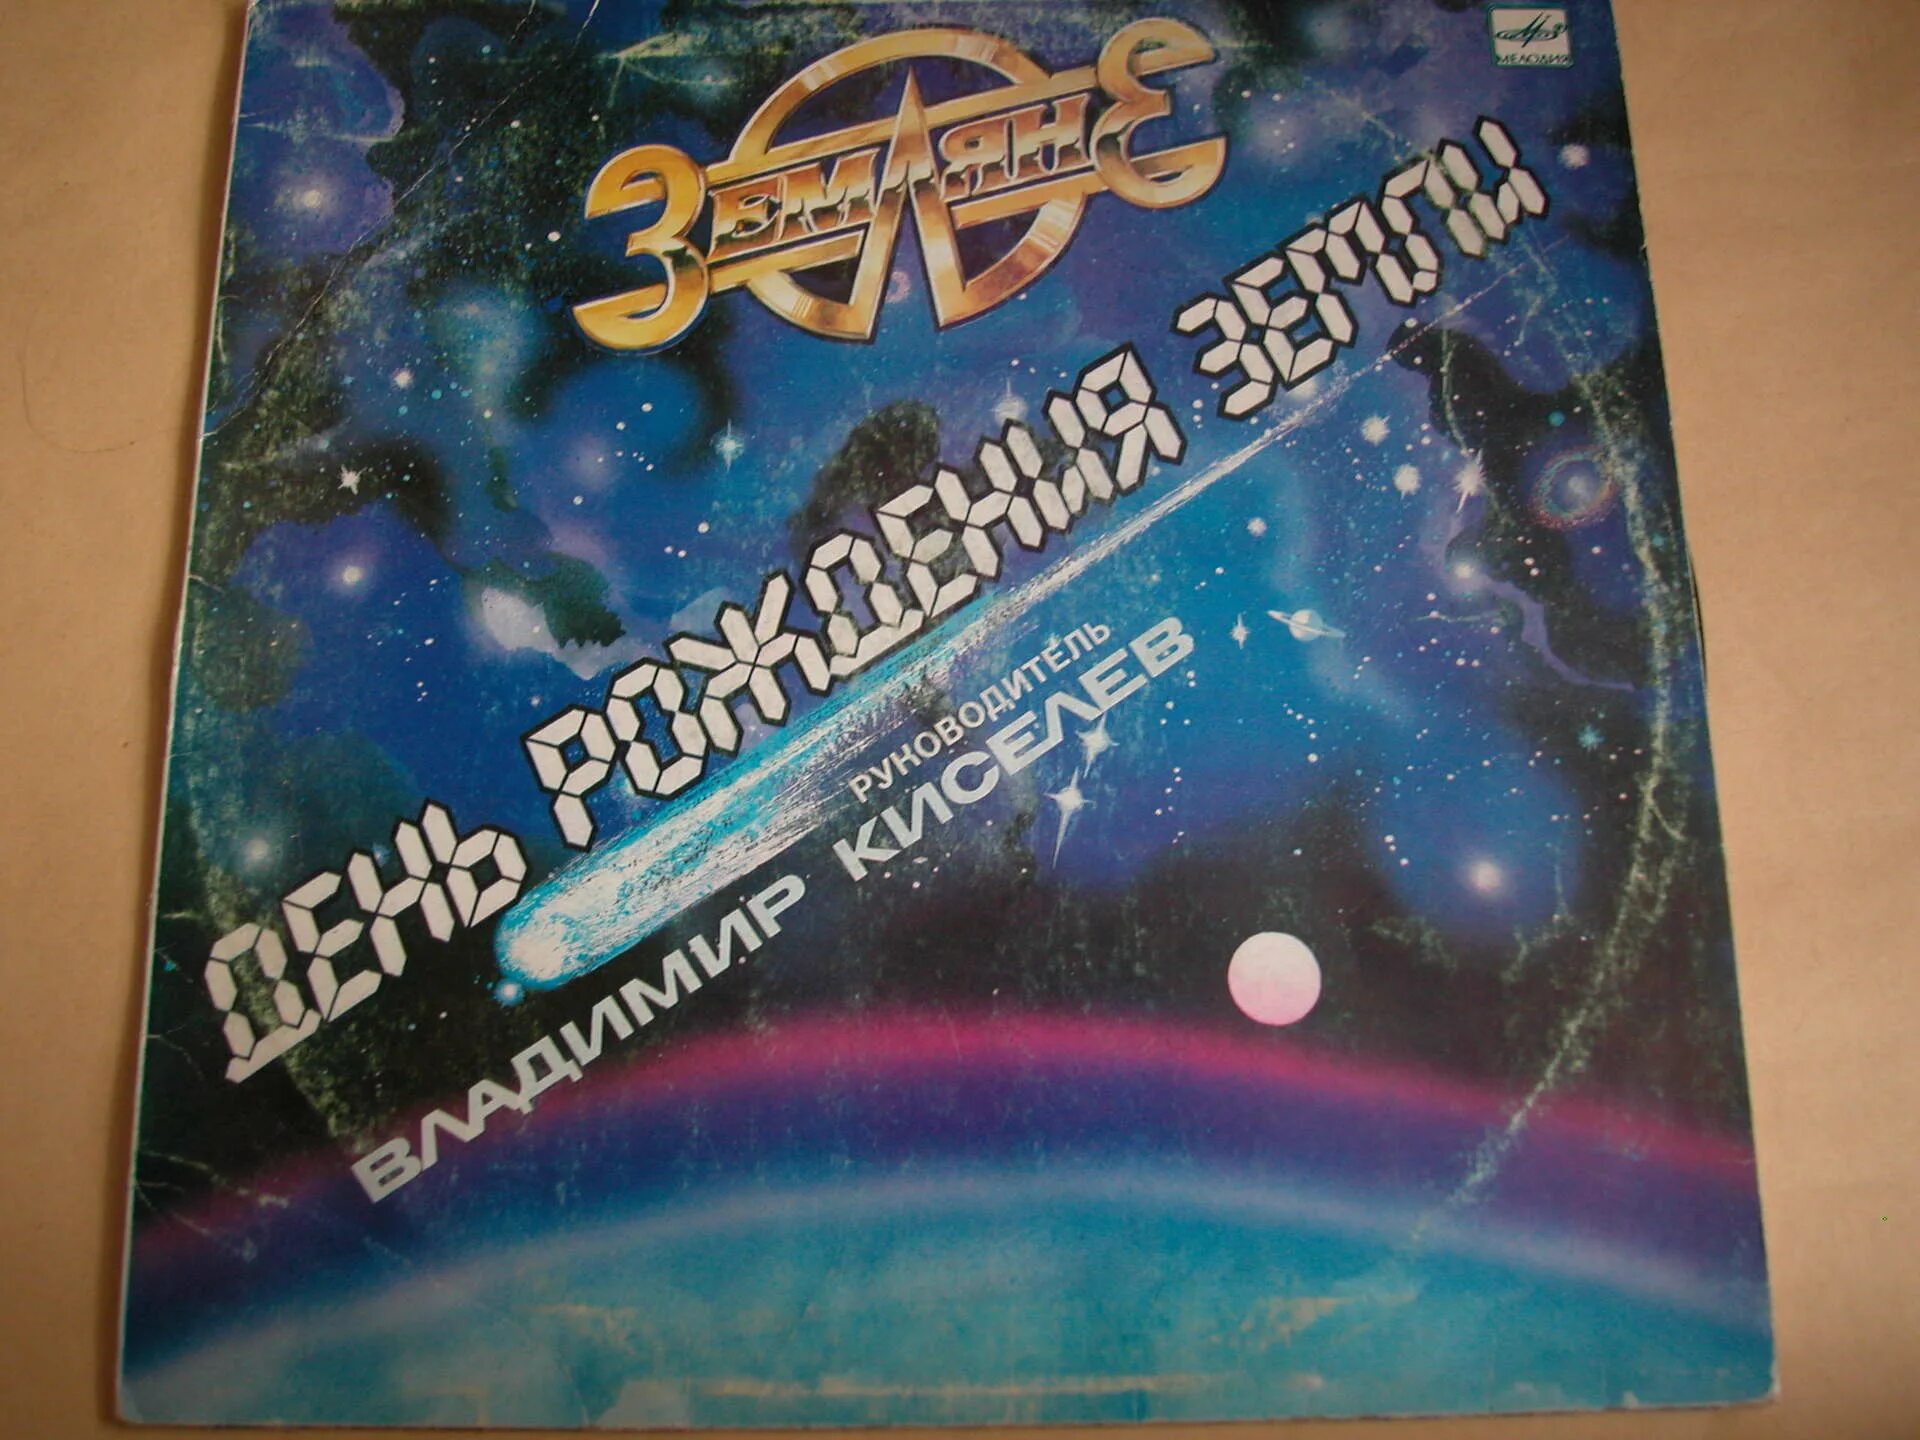 МЕЛОДИЯ
ЗЕМЛЯНЕ
ДЕНЬ РОЖДЕНИЯ ЗЕМЛИ
РУКОВОДИТЕЛЬ
ВЛАДИМИР КИСЕЛЕВ